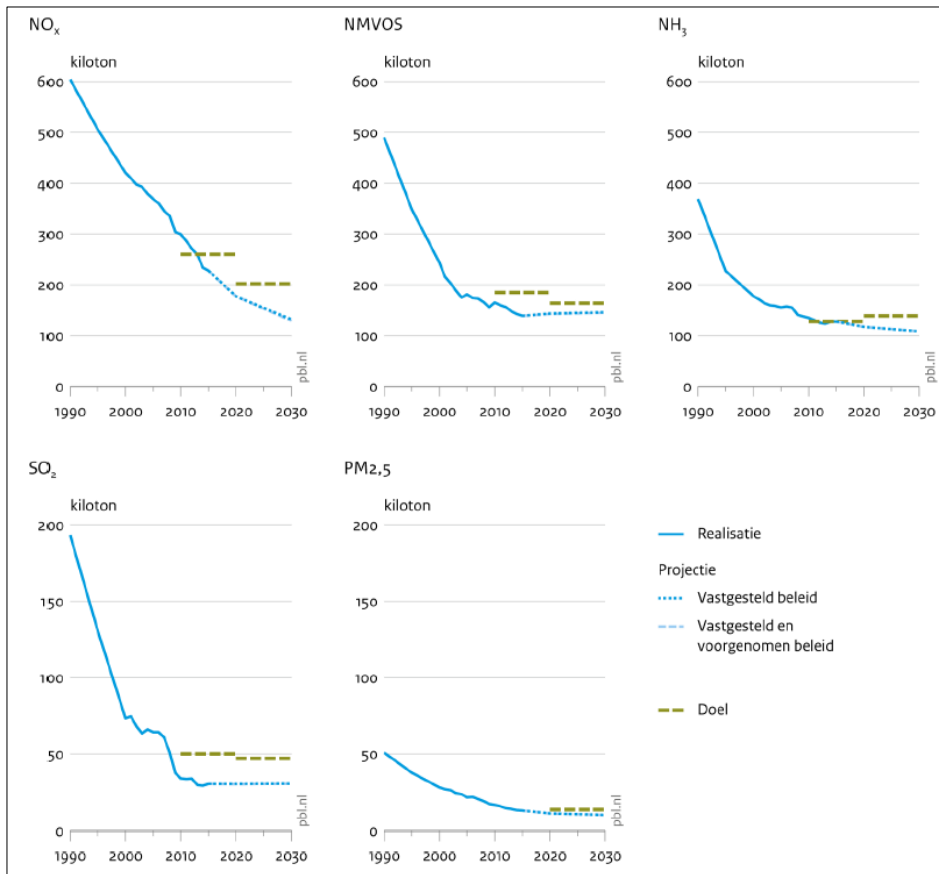 NOx
kiloton
600
500
400
300
200
100
0
1990 2000 2010 2020 2030
pbl.nl
NMVOS
kiloton
600
500
400
300
200
100
0
1990 2000 2010 2020 2030
pbl.nl
NH3
kiloton
600
500
400
300
200
100
0
1990 2000 2010 2020 2030
pbl.nl
SO2
kiloton
200
150
100
50
0
1990 2000 2010 2020 2030
pbl.nl
PM2,5
kiloton
200
150
100
50
0
1990 2000 2010 2020 2030
pbl.nl
Realisatie
Projectie
Vastgesteld beleid
Vastgesteld en
voorgenomen beleid
Doel